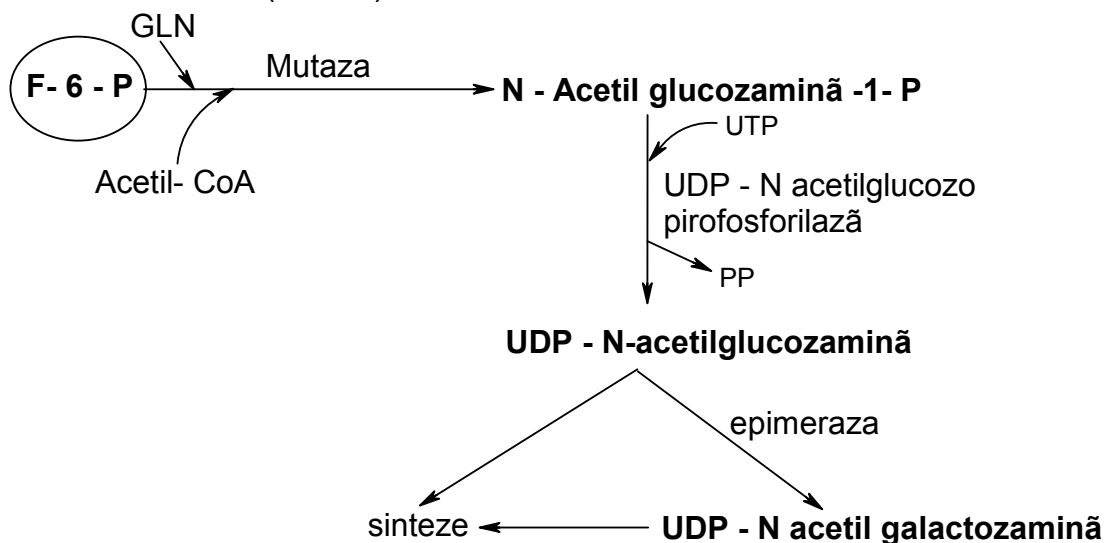 GLN
F- 6 - P
Mutaza
N - Acetil glucozaminã -1- P
Acetil- CoA
UTP
UDP - N acetilglucozo
pirofosforilazã
PP
UDP - N-acetilglucozaminã
epimeraza
sinteze
UDP - N acetil galactozaminã